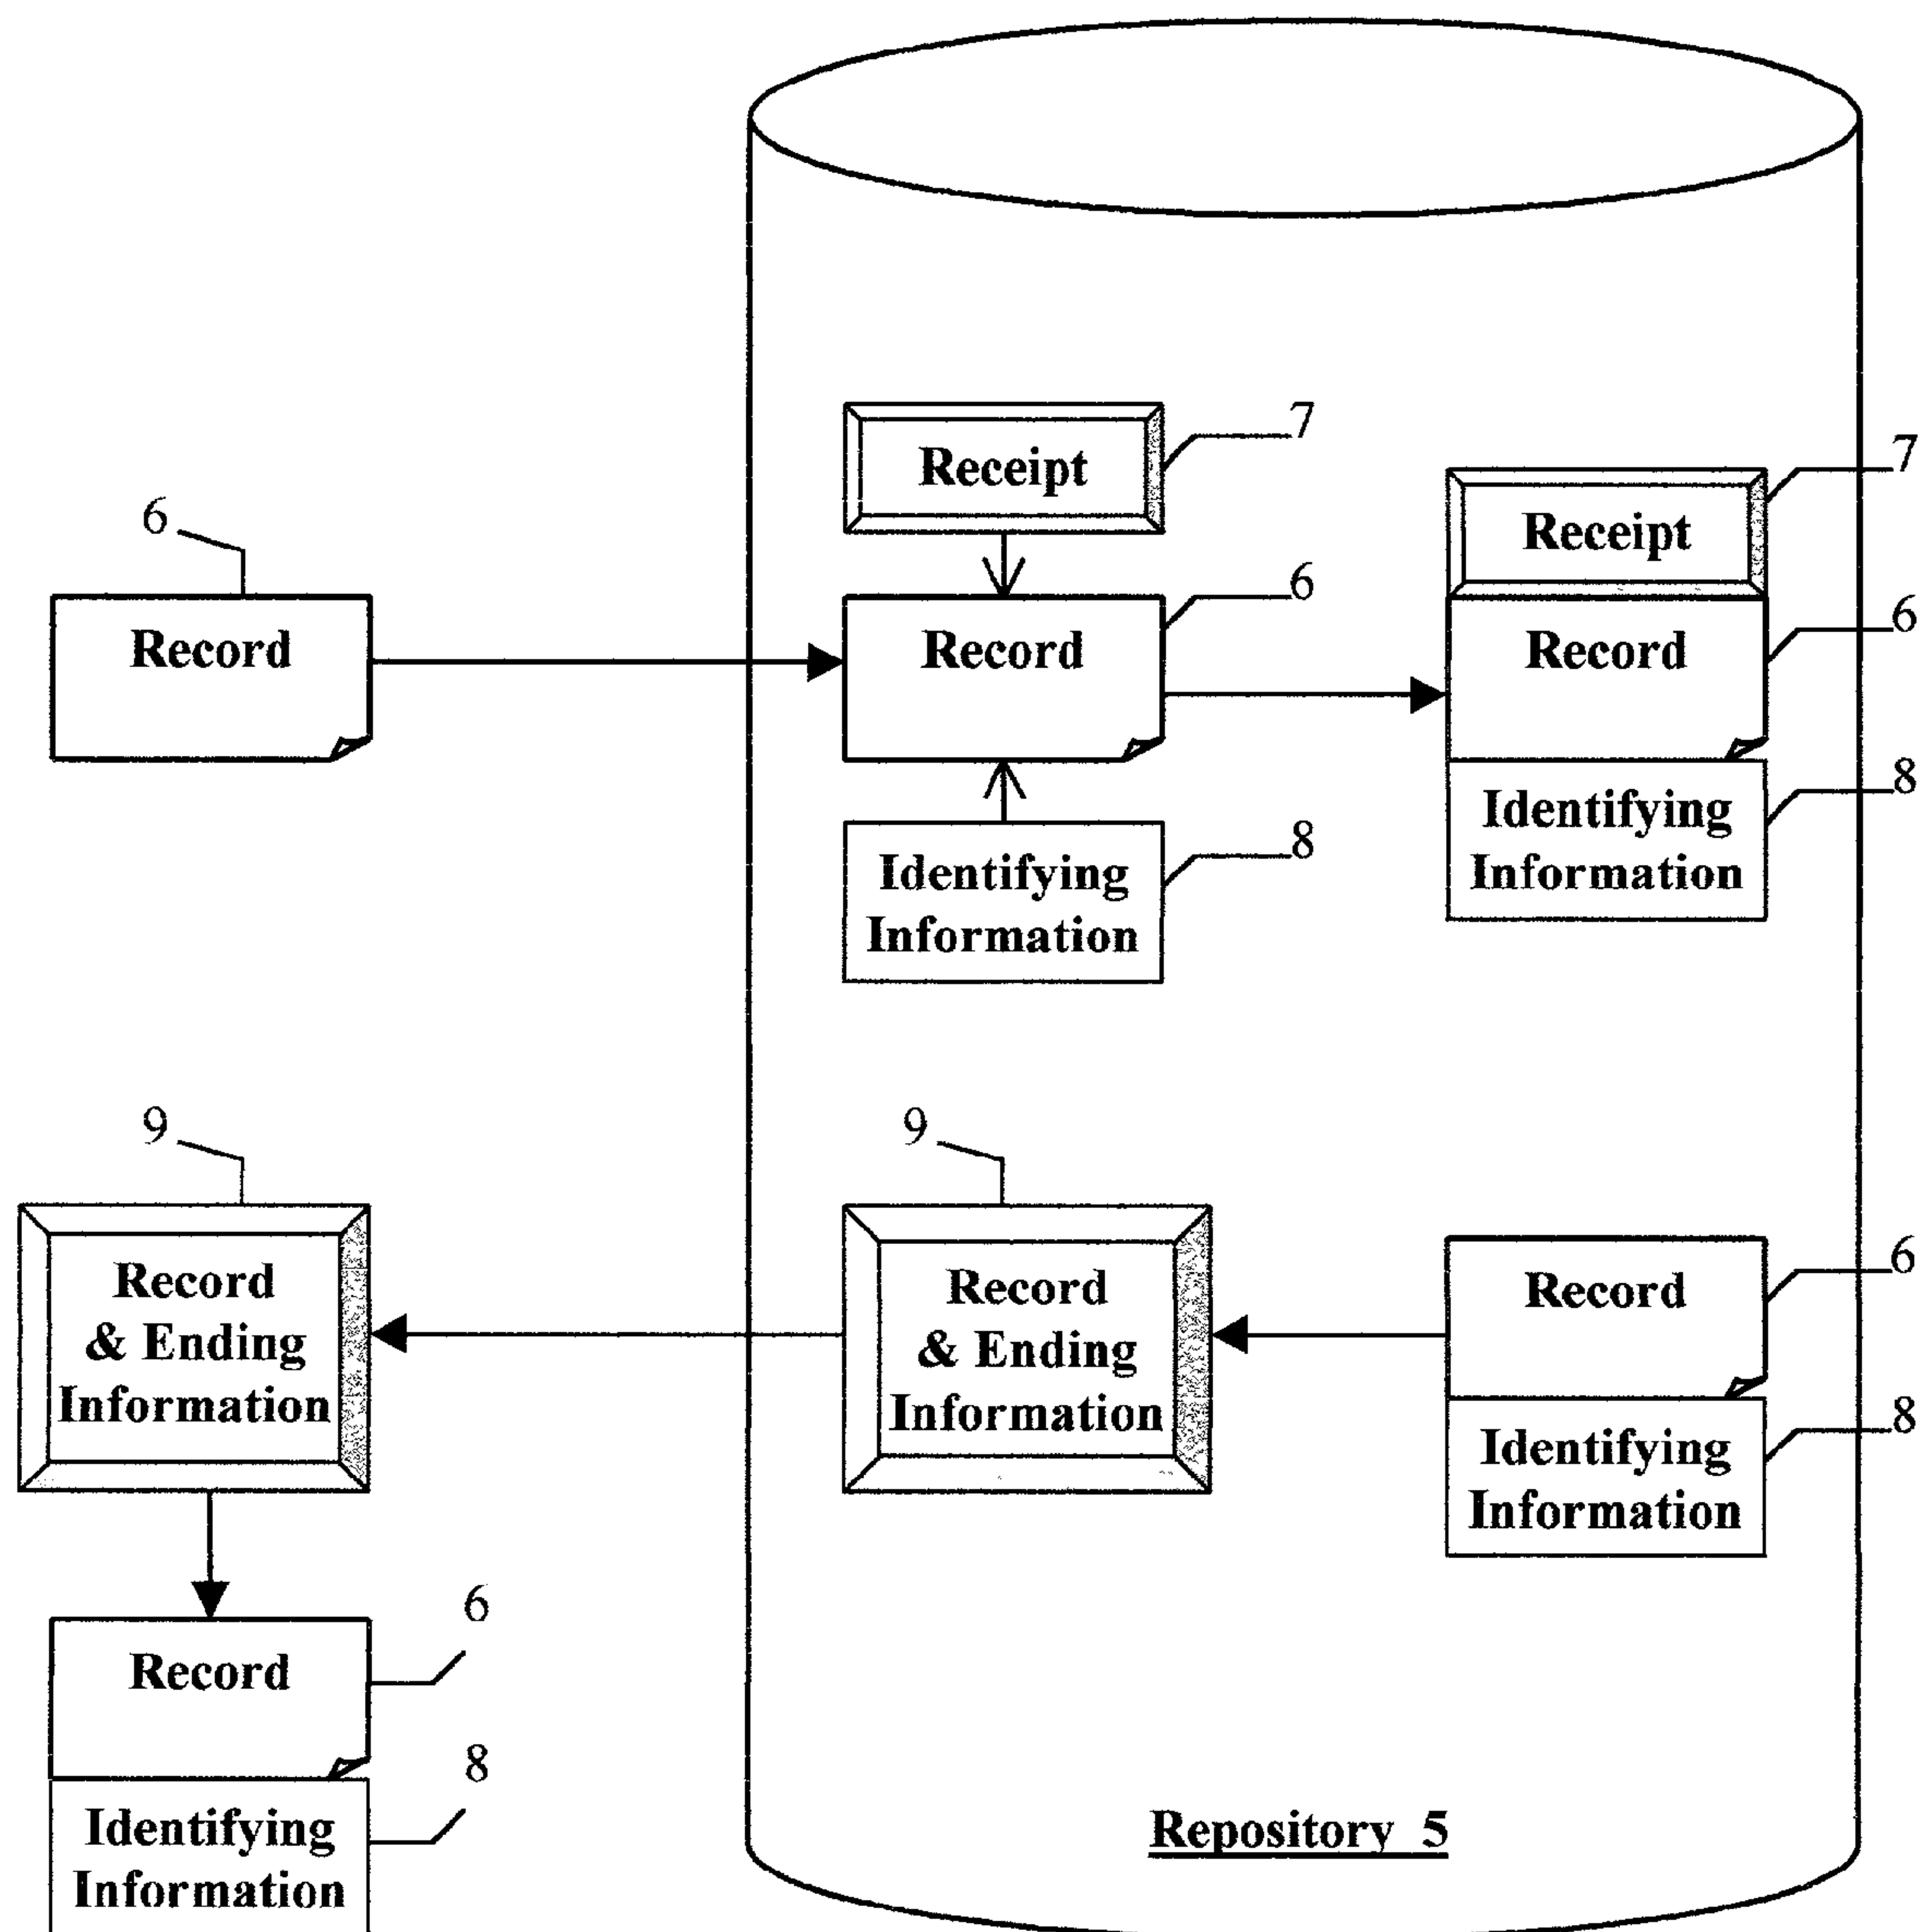 7
Receipt
7
Receipt
6
6
Record
Record
6
Record
8
Identifying
Information
8
Identifying
Information
9
9
Record
& Ending
Information
Record
& Ending
Information
6
Record
8
Identifying
Information
6
Record
8
Identifying
Information
Repository 5